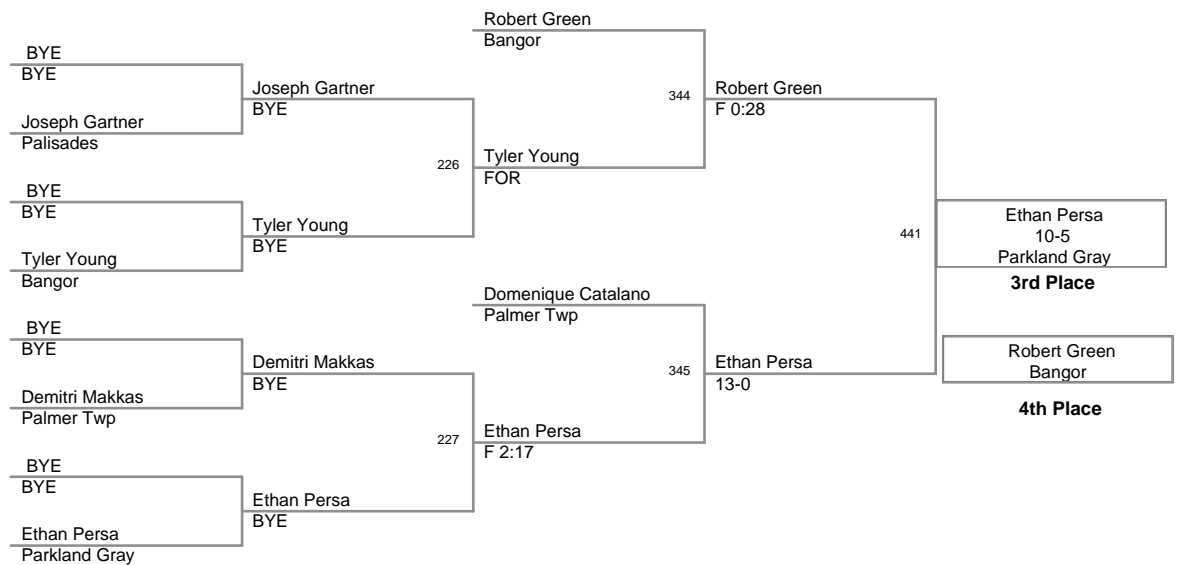 BYE
BYE
Joseph Gartner
Palisades
BYE
BYE
Tyler Young
Bangor
BYE
BYE
Demitri Makkas
Palmer Twp
BYE
BYE
Ethan Persa
Parkland Gray
Joseph Gartner
BYE
226
Tyler Young
BYE
Demitri Makkas
BYE
227
Ethan Persa
BYE
Robert Green
Bangor
344
Tyler Young
FOR
Domenique Catalano
Palmer Twp
345
Ethan Persa
F 2:17
Robert Green
F 0:28
441
Ethan Persa
13-0
Ethan Persa
10-5
Parkland Gray
3rd Place
Robert Green
Bangor
4th Place